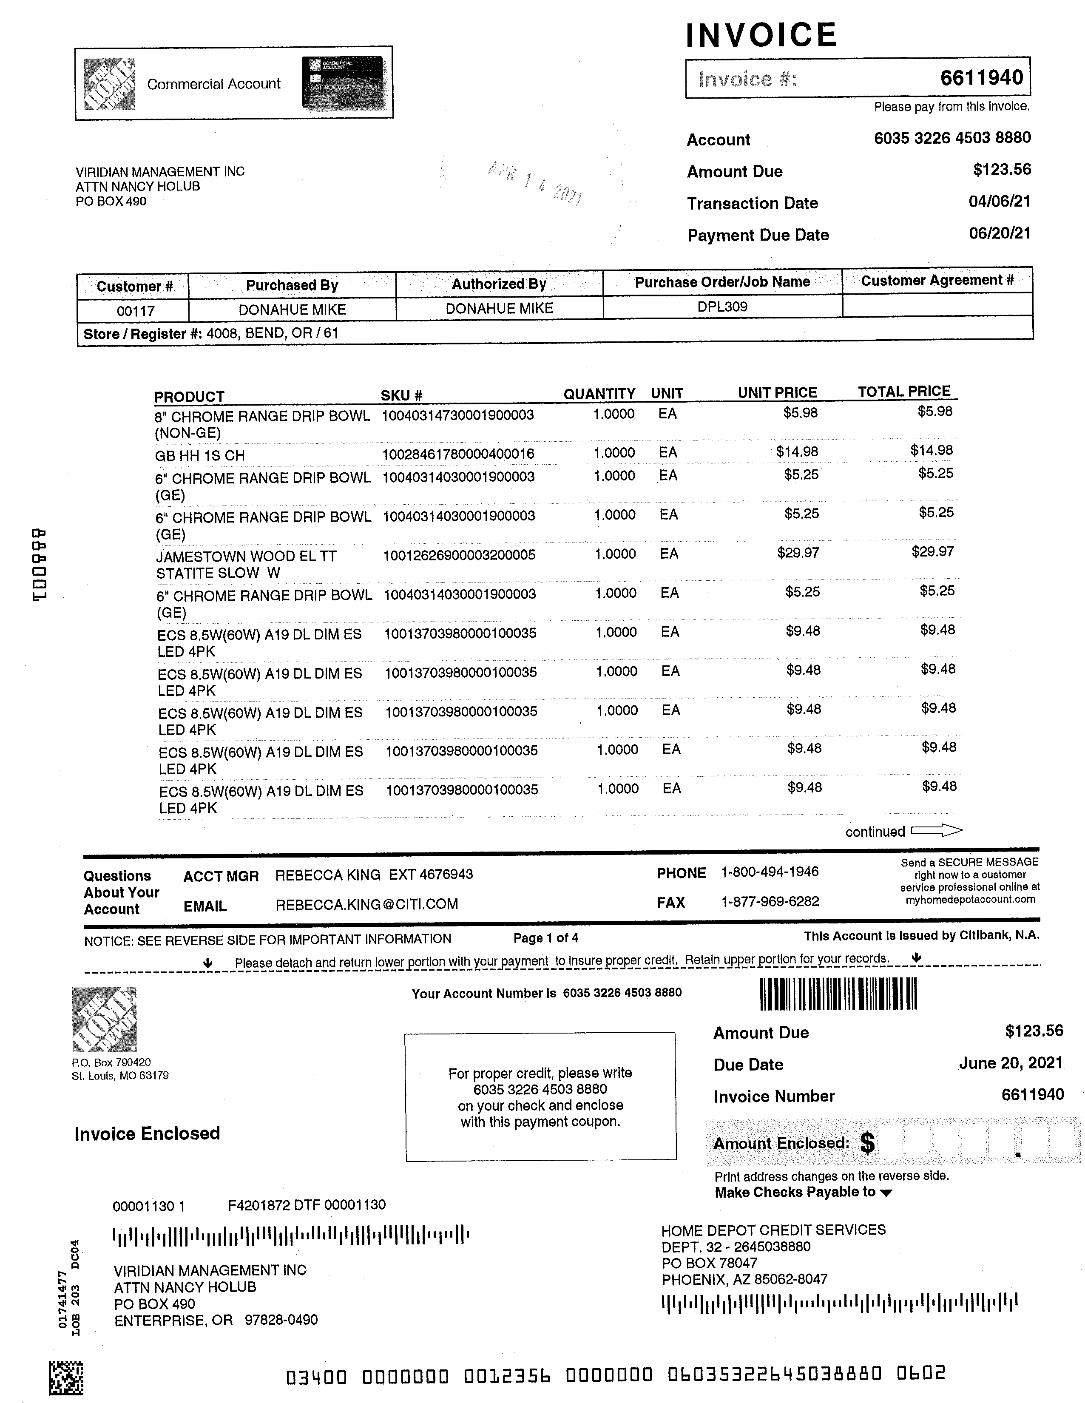 INVOICE
THE HOME DEPOT
Commercial Account
Invoice #: 6611940
Please pay from this invoice.
Account 6035 3226 4503 8880
Amount Due $123.56
Transaction Date 04/06/21
Payment Due Date 06/20/21
VIRIDIAN MANAGEMENT INC
ATTN NANCY HOLUB
PO BOX 490
APR 14 2021
Customer # Purchased By Authorized By Purchase Order/Job Name Customer Agreement #
00117 DONAHUE MIKE DONAHUE MIKE DPL309
Store / Register #: 4008, BEND, OR / 61
PRODUCT SKU # QUANTITY UNIT UNIT PRICE TOTAL PRICE
8" CHROME RANGE DRIP BOWL 10040314730001900003 1.0000 EA $5.98 $5.98
(NON-GE)
GB HH 1S CH 10028461780000400016 1.0000 EA $14.98 $14.98
6" CHROME RANGE DRIP BOWL 10040314030001900003 1.0000 EA $5.25 $5.25
(GE)
6" CHROME RANGE DRIP BOWL 10040314030001900003 1.0000 EA $5.25 $5.25
(GE)
JAMESTOWN WOOD EL TT 10012626900003200005 1.0000 EA $29.97 $29.97
STATITE SLOW W
6" CHROME RANGE DRIP BOWL 10040314030001900003 1.0000 EA $5.25 $5.25
(GE)
ECS 8.5W(60W) A19 DL DIM ES 10013703980000100035 1.0000 EA $9.48 $9.48
LED 4PK
ECS 8.5W(60W) A19 DL DIM ES 10013703980000100035 1.0000 EA $9.48 $9.48
LED 4PK
ECS 8.5W(60W) A19 DL DIM ES 10013703980000100035 1.0000 EA $9.48 $9.48
LED 4PK
ECS 8.5W(60W) A19 DL DIM ES 10013703980000100035 1.0000 EA $9.48 $9.48
LED 4PK
ECS 8.5W(60W) A19 DL DIM ES 10013703980000100035 1.0000 EA $9.48 $9.48
LED 4PK
continued
Questions About Your Account
ACCT MGR REBECCA KING EXT 4676943
EMAIL REBECCA.KING@CITI.COM
PHONE 1-800-494-1946
FAX 1-877-969-6282
Send a SECURE MESSAGE
right now to a customer
service professional online at
myhomedepotaccount.com
NOTICE: SEE REVERSE SIDE FOR IMPORTANT INFORMATION Page 1 of 4 This Account is Issued by Citibank, N.A.
Please detach and return lower portion with your payment to insure proper credit. Retain upper portion for your records.
THE HOME DEPOT
P.O. Box 790420
St. Louis, MO 63179
Your Account Number is 6035 3226 4503 8880
Amount Due $123.56
Due Date June 20, 2021
Invoice Number 6611940
For proper credit, please write
6035 3226 4503 8880
on your check and enclose
with this payment coupon.
Invoice Enclosed
Amount Enclosed: $ .
Print address changes on the reverse side.
Make Checks Payable to
00001130 1 F4201872 DTF 00001130
VIRIDIAN MANAGEMENT INC
ATTN NANCY HOLUB
PO BOX 490
ENTERPRISE, OR 97828-0490
HOME DEPOT CREDIT SERVICES
DEPT. 32 - 2645038880
PO BOX 78047
PHOENIX, AZ 85062-8047
01741477
LOB 203 DC04
03400 0000000 0012356 0000000 06035322645038880 0602